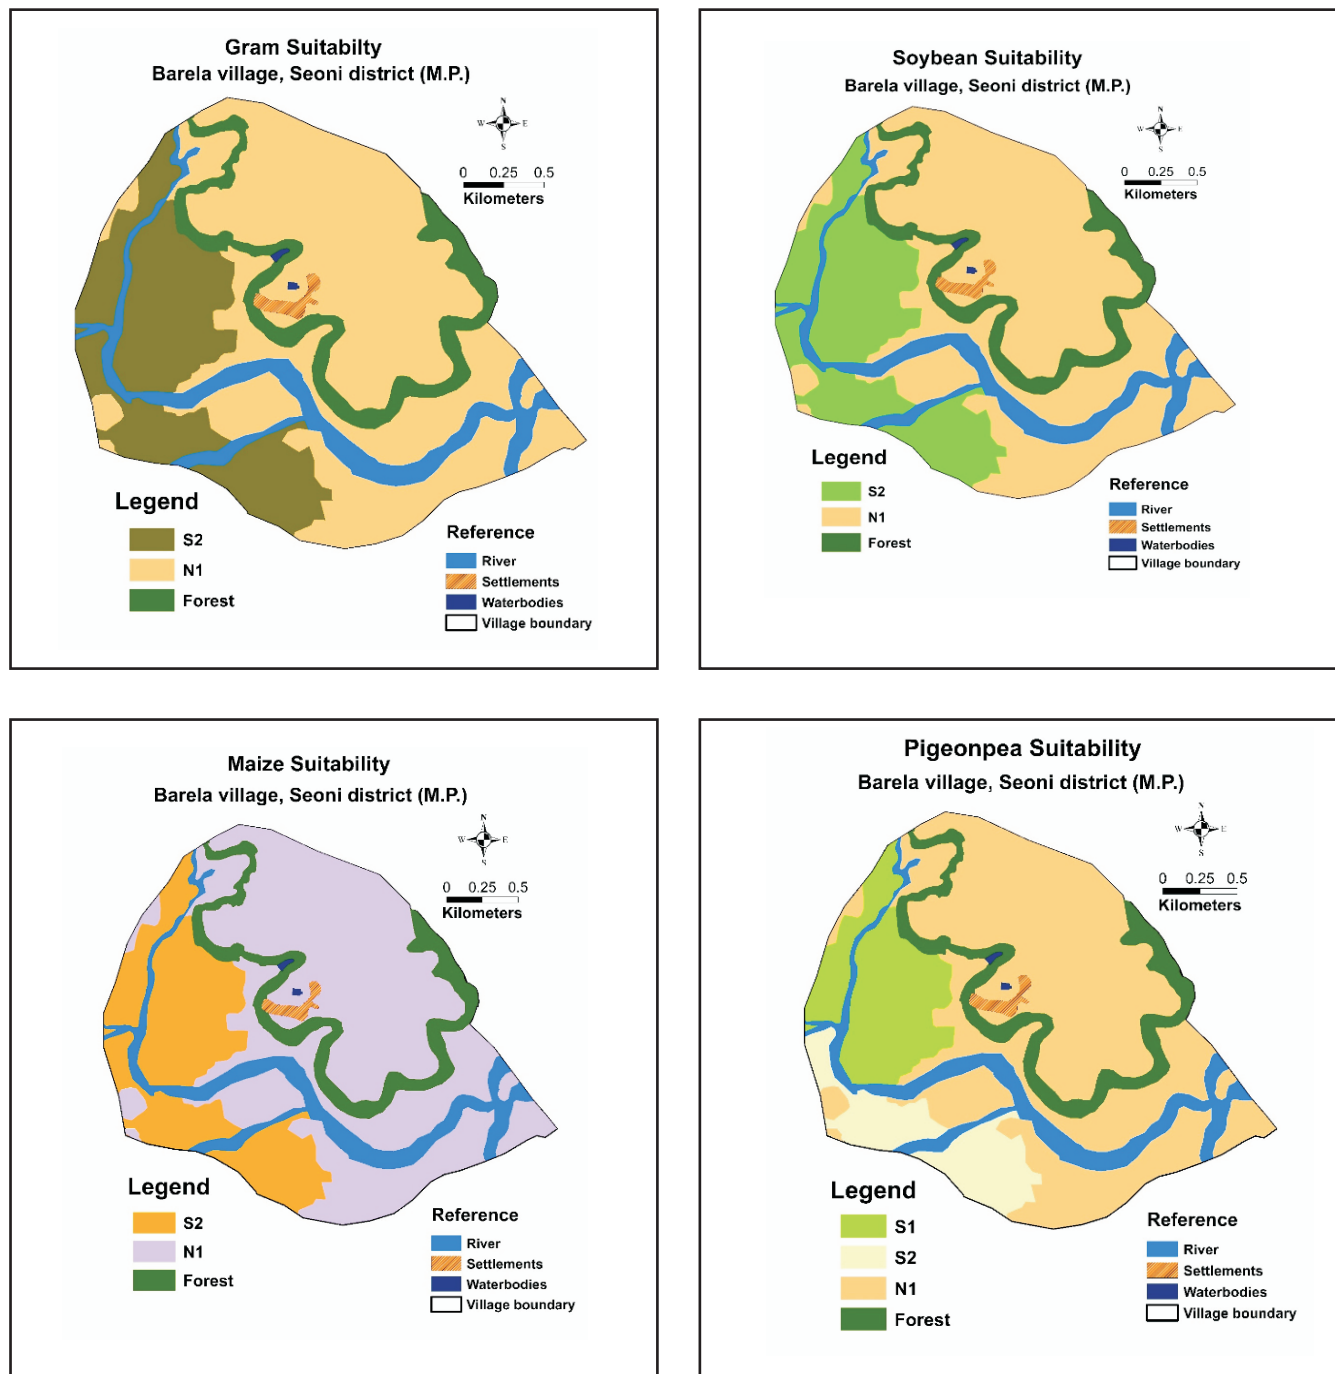 Gram Suitabilty
Barela village, Seoni district (M.P.)
N
W E
S
0 0.25 0.5
Kilometers
Legend
S2
N1
Forest
Reference
River
Settlements
Waterbodies
Village boundary
Soybean Suitability
Barela village, Seoni district (M.P.)
N
W E
S
0 0.25 0.5
Kilometers
Legend
S2
N1
Forest
Reference
River
Settlements
Waterbodies
Village boundary
Maize Suitability
Barela village, Seoni district (M.P.)
N
W E
S
0 0.25 0.5
Kilometers
Legend
S2
N1
Forest
Reference
River
Settlements
Waterbodies
Village boundary
Pigeonpea Suitability
Barela village, Seoni district (M.P.)
N
W E
S
0 0.25 0.5
Kilometers
Legend
S1
S2
N1
Forest
Reference
River
Settlements
Waterbodies
Village boundary